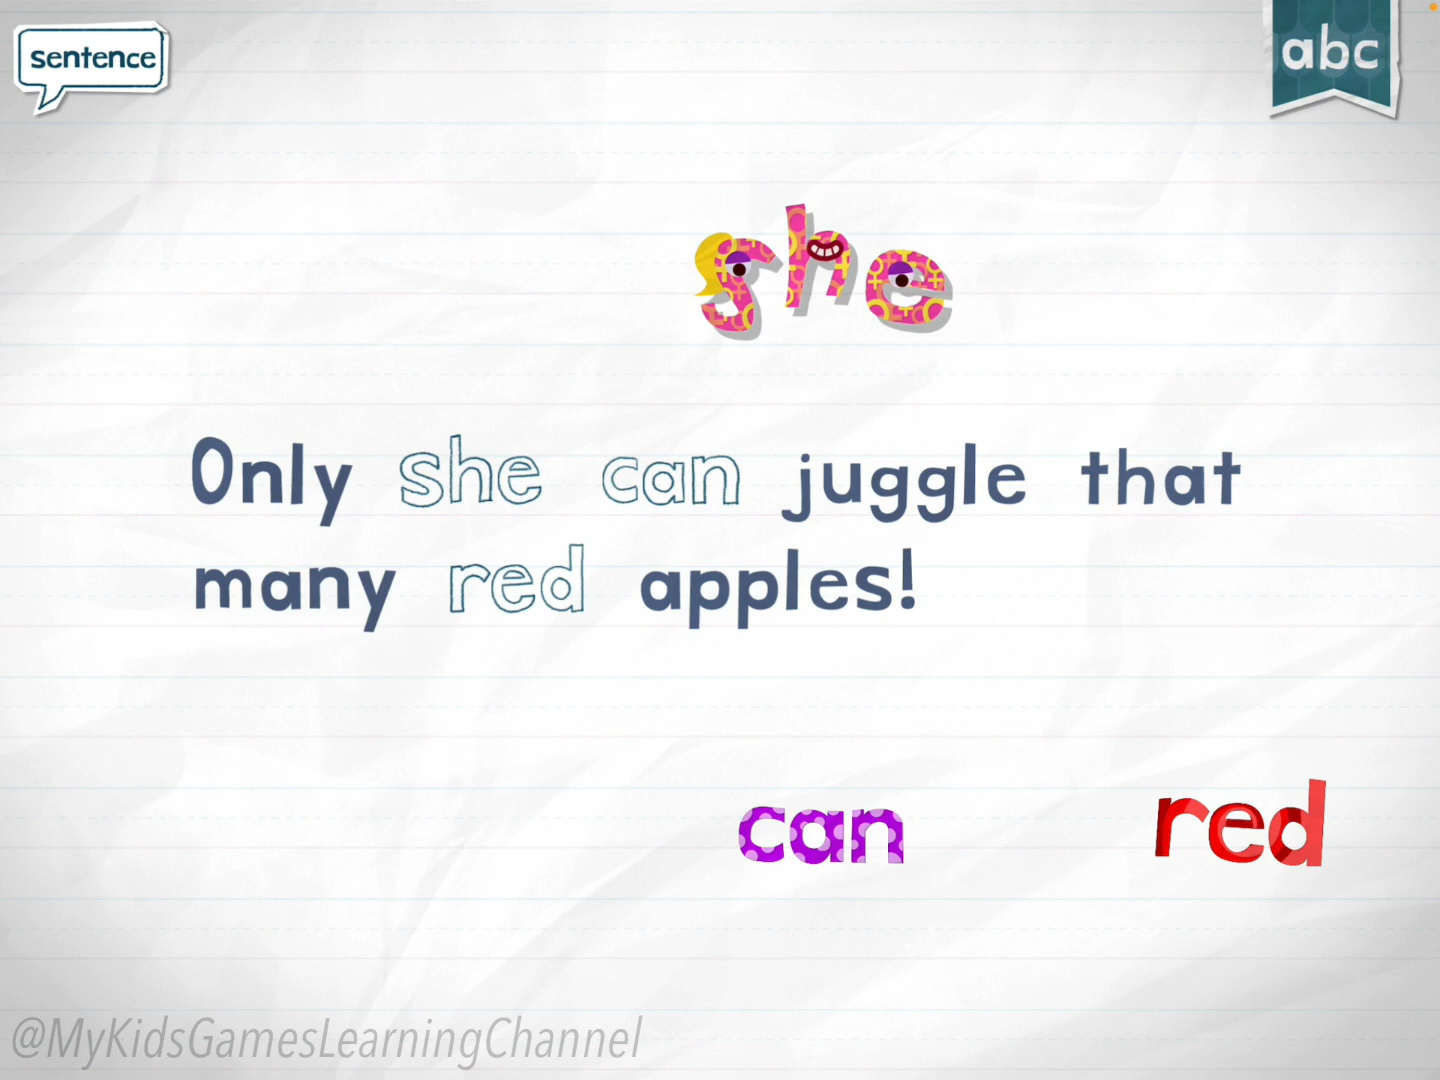 sentence
abc
she
Only she can juggle that
many red apples!
can red
@MyKidsGamesLearningChannel